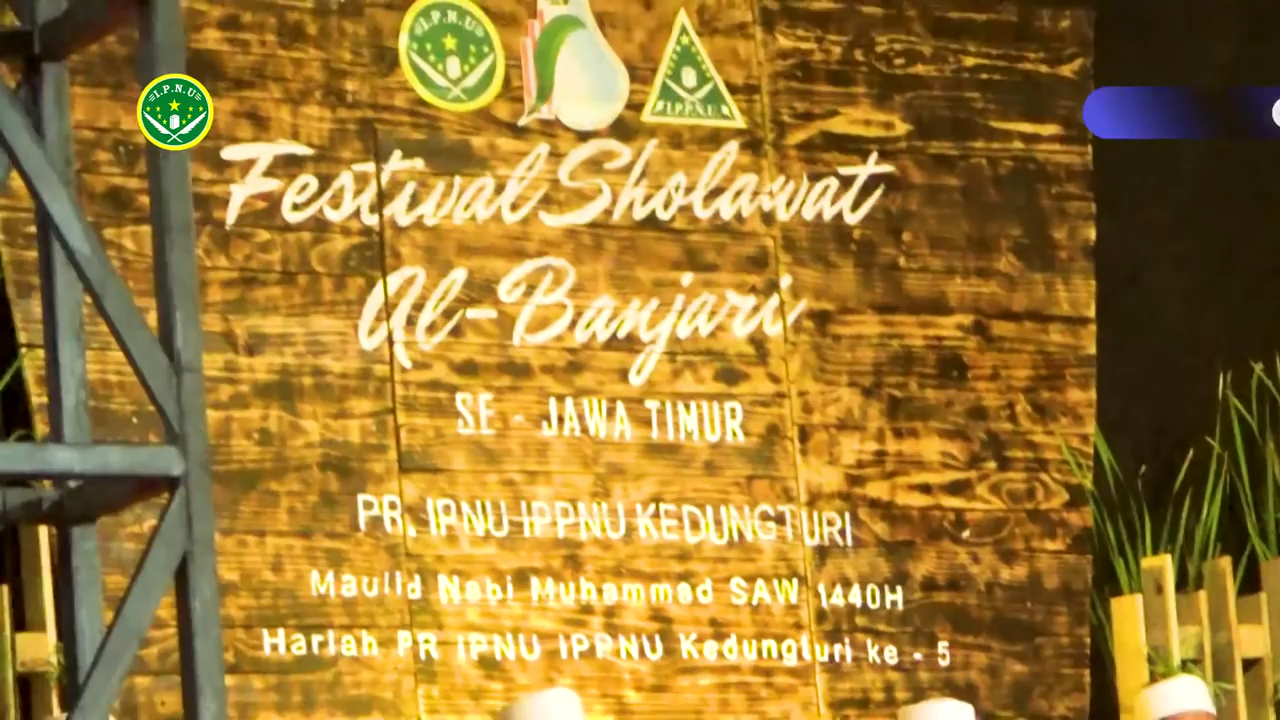 I.P.N.U
I.P.N.U
IPPNU
Festival Sholawat
Al-Banjari
SE - JAWA TIMUR
PR. IPNU IPPNU KEDUNGTURI
Maulid Nabi Muhammad SAW 1440H
Harlah PR IPNU IPPNU Kedungturi ke - 5